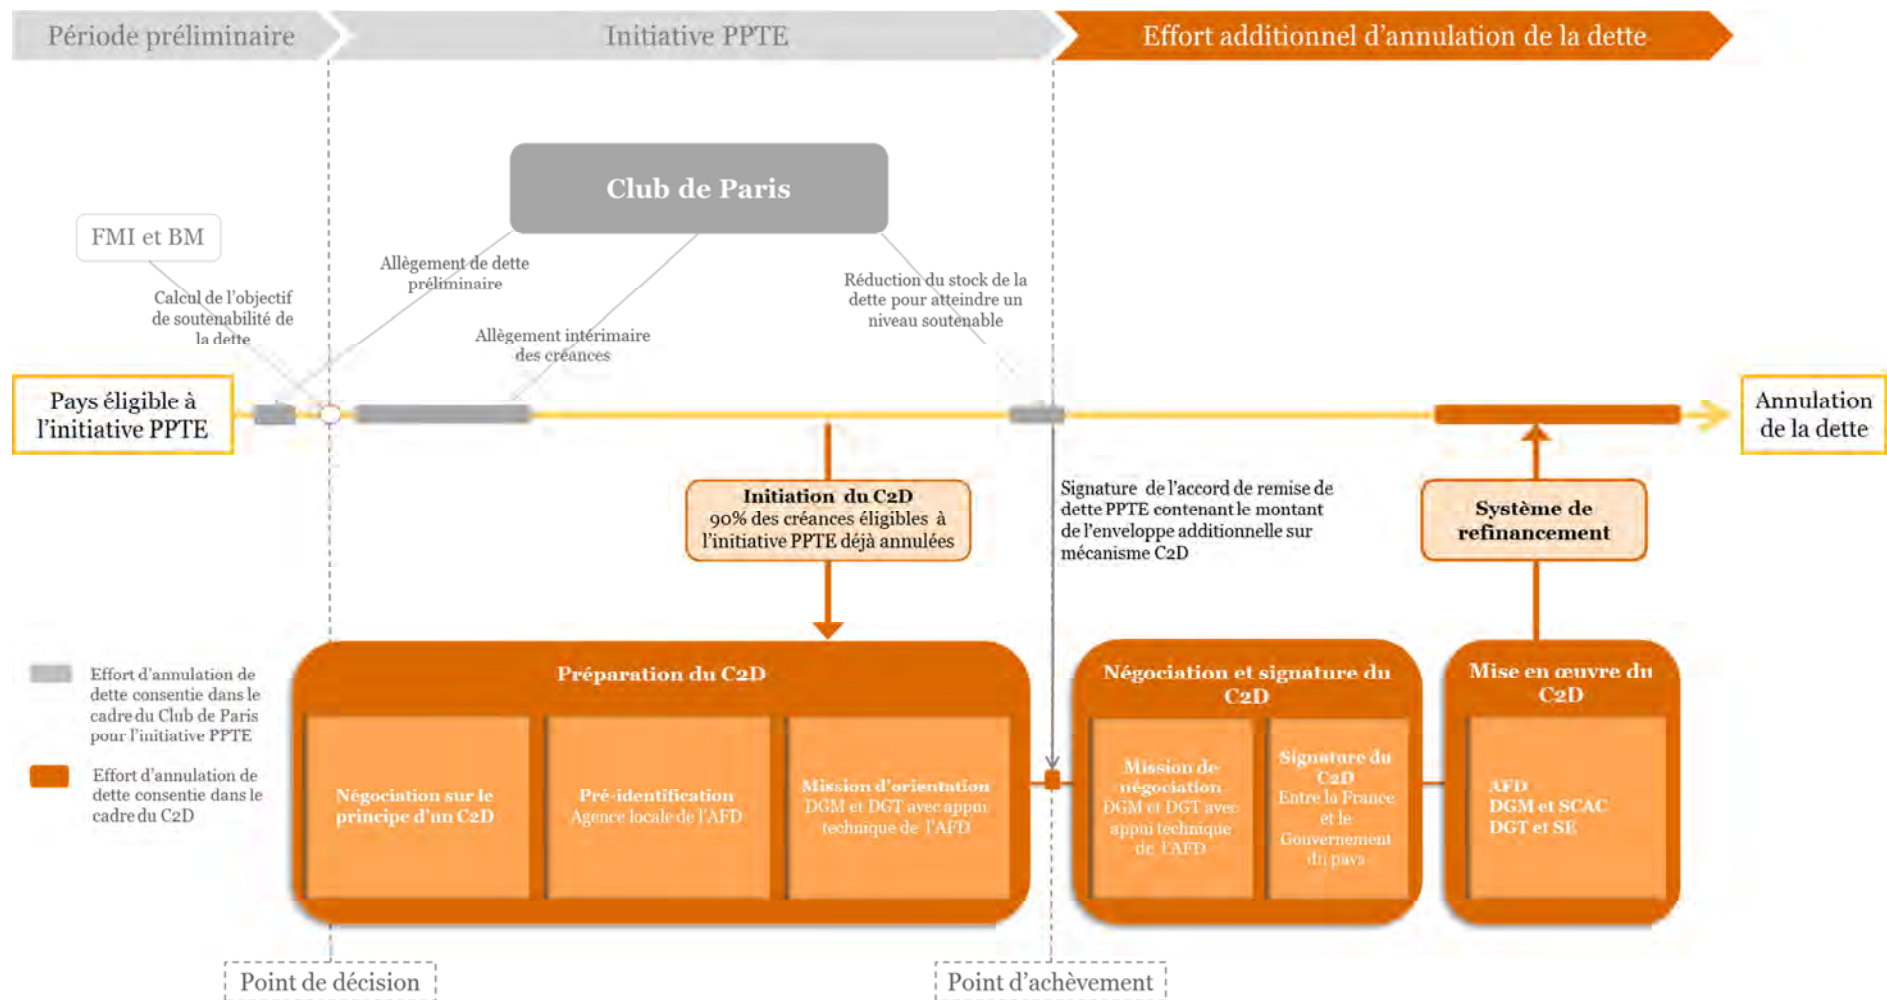 Période préliminaire
Initiative PPTE
Effort additionnel d’annulation de la dette
Club de Paris
FMI et BM
Allègement de dette
préliminaire
Calcul de l’objectif
de soutenabilité de
la dette
Allègement intérimaire
des créances
Réduction du stock de la
dette pour atteindre un
niveau soutenable
Pays éligible à
l’initiative PPTE
Annulation
de la dette
Initiation du C2D
90% des créances éligibles à
l’initiative PPTE déjà annulées
Signature de l’accord de remise de
dette PPTE contenant le montant
de l’enveloppe additionnelle sur
mécanisme C2D
Système de
refinancement
Effort d’annulation de
dette consentie dans le
cadre du Club de Paris
pour l’initiative PPTE
Effort d’annulation de
dette consentie dans le
cadre du C2D
Préparation du C2D
Négociation sur le
principe d’un C2D
Pré-identification
Agence locale de l’AFD
Mission d’orientation
DGM et DGT avec appui
technique de l’AFD
Négociation et signature du
C2D
Mission de
négociation
DGM et DGT avec
appui technique
de l’AFD
Signature du
C2D
Entre la France
et le
Gouvernement
du pays
Mise en œuvre du
C2D
AFD
DGM et SCAC
DGT et SE
Point de décision
Point d’achèvement